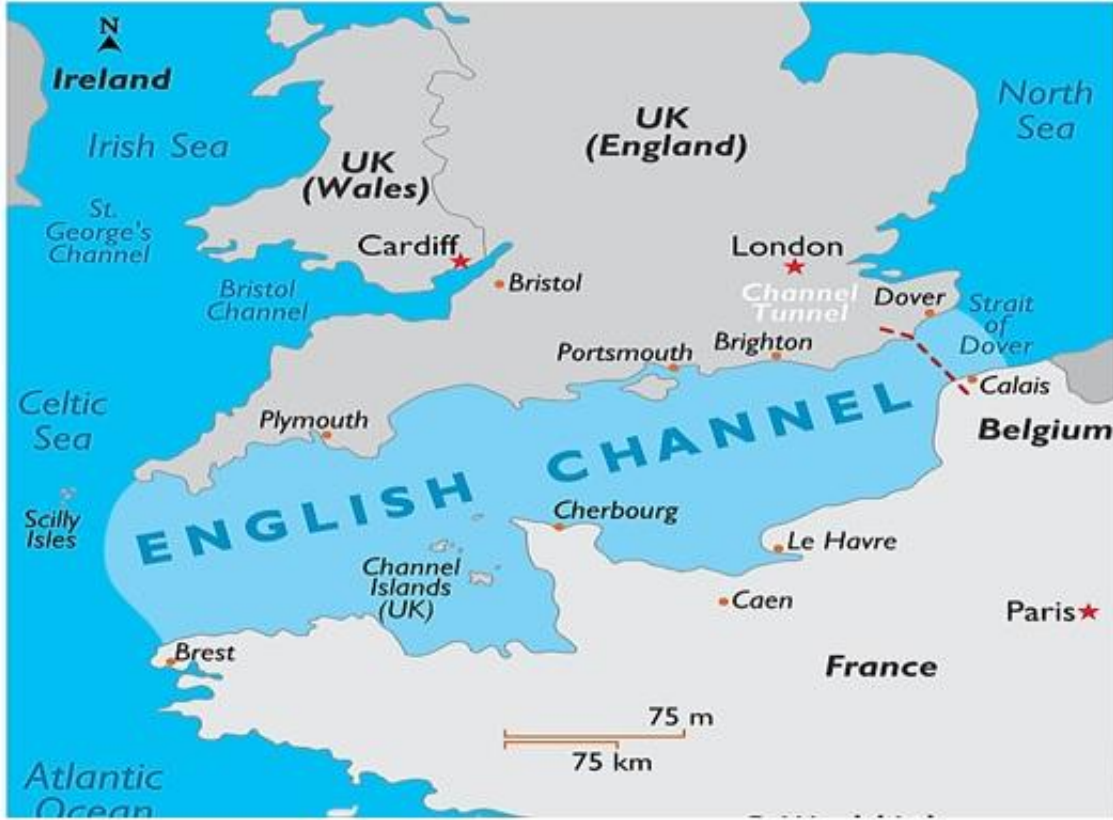 N
Ireland
Irish Sea
St.
George's
Channel
UK
(Wales)
UK
(England)
North
Sea
Cardiff
Bristol
Bristol
Channel
London
Channel
Tunnel
Dover
Strait
of
Dover
Portsmouth
Brighton
Calais
Belgium
Celtic
Sea
Plymouth
ENGLISH CHANNEL
Scilly
Isles
Cherbourg
Channel
Islands
(UK)
Le Havre
Caen
Paris
Brest
France
75 m
75 km
Atlantic
Ocean